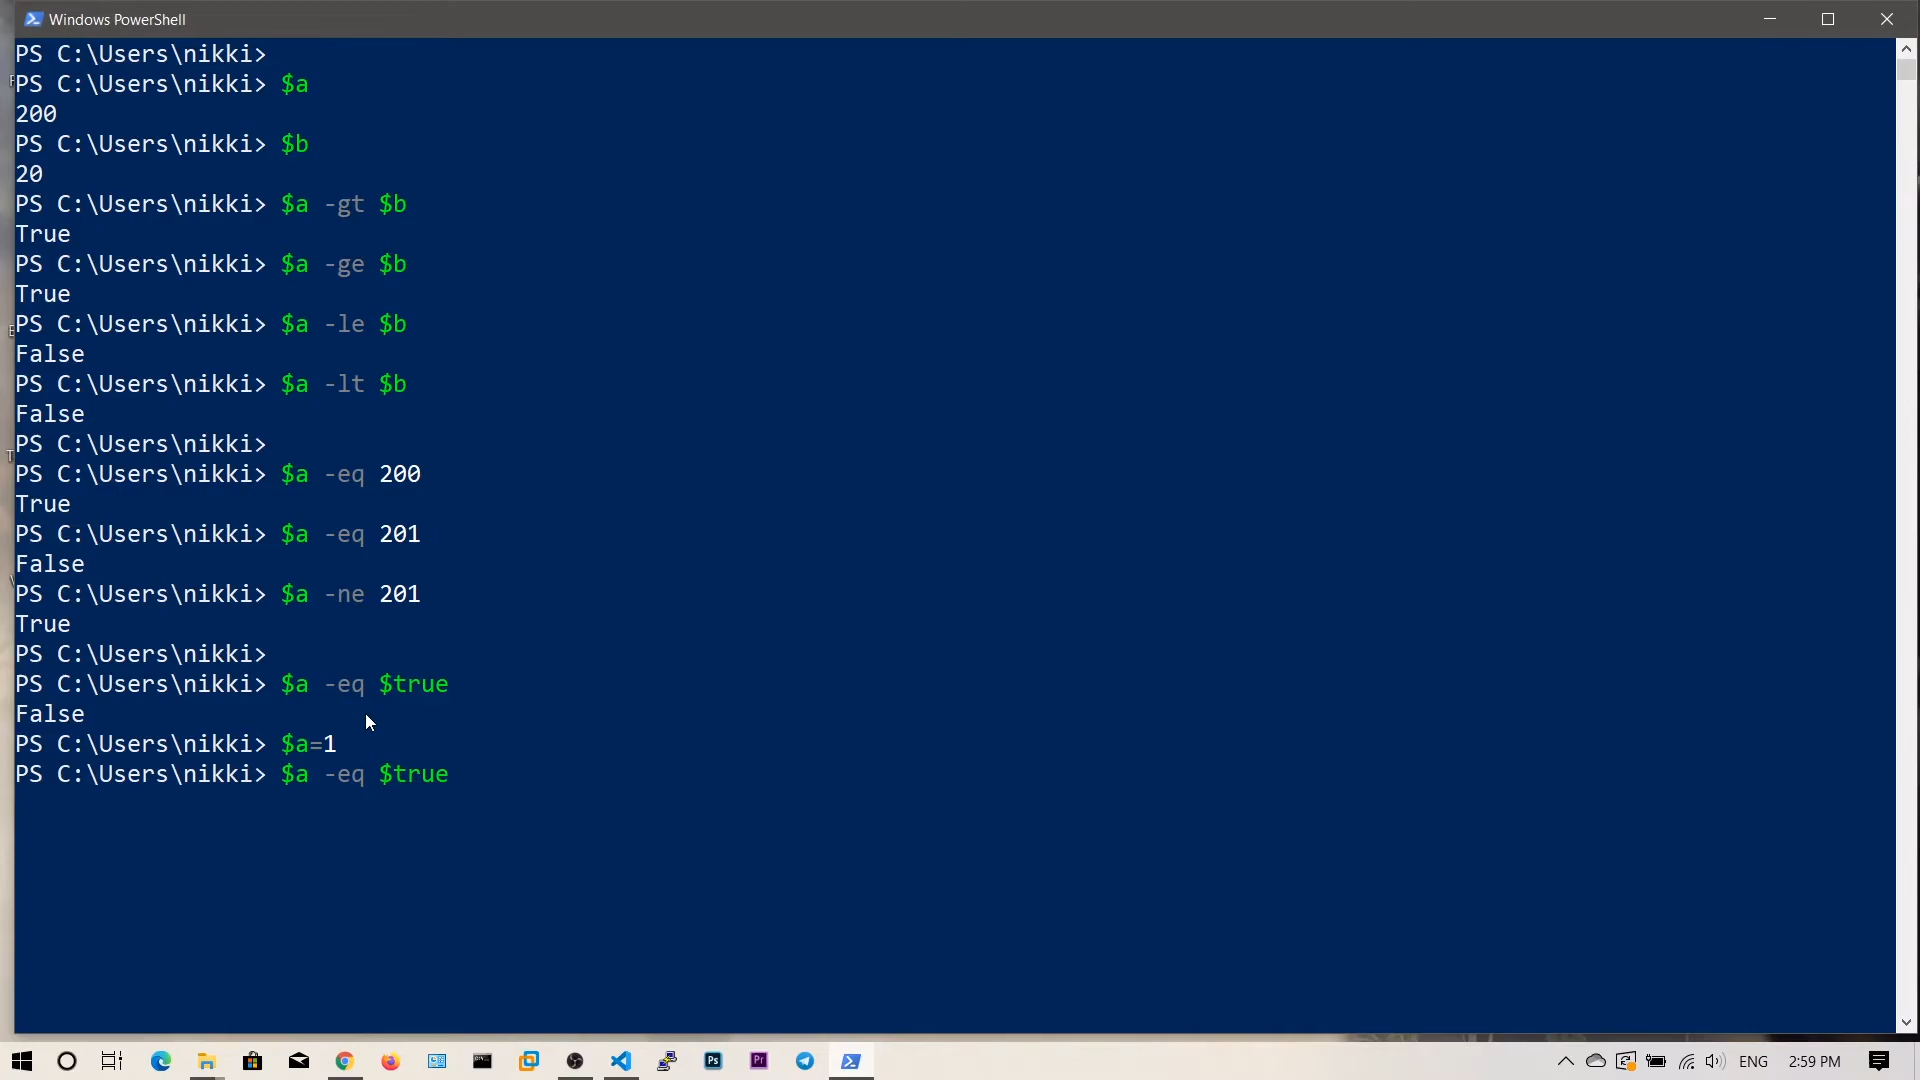 Windows PowerShell
PS C:\Users\nikki>
PS C:\Users\nikki> $a
200
PS C:\Users\nikki> $b
20
PS C:\Users\nikki> $a -gt $b
True
PS C:\Users\nikki> $a -ge $b
True
PS C:\Users\nikki> $a -le $b
False
PS C:\Users\nikki> $a -lt $b
False
PS C:\Users\nikki>
PS C:\Users\nikki> $a -eq 200
True
PS C:\Users\nikki> $a -eq 201
False
PS C:\Users\nikki> $a -ne 201
True
PS C:\Users\nikki>
PS C:\Users\nikki> $a -eq $true
False
PS C:\Users\nikki> $a=1
PS C:\Users\nikki> $a -eq $true
Ps
Pr
ENG
2:59 PM